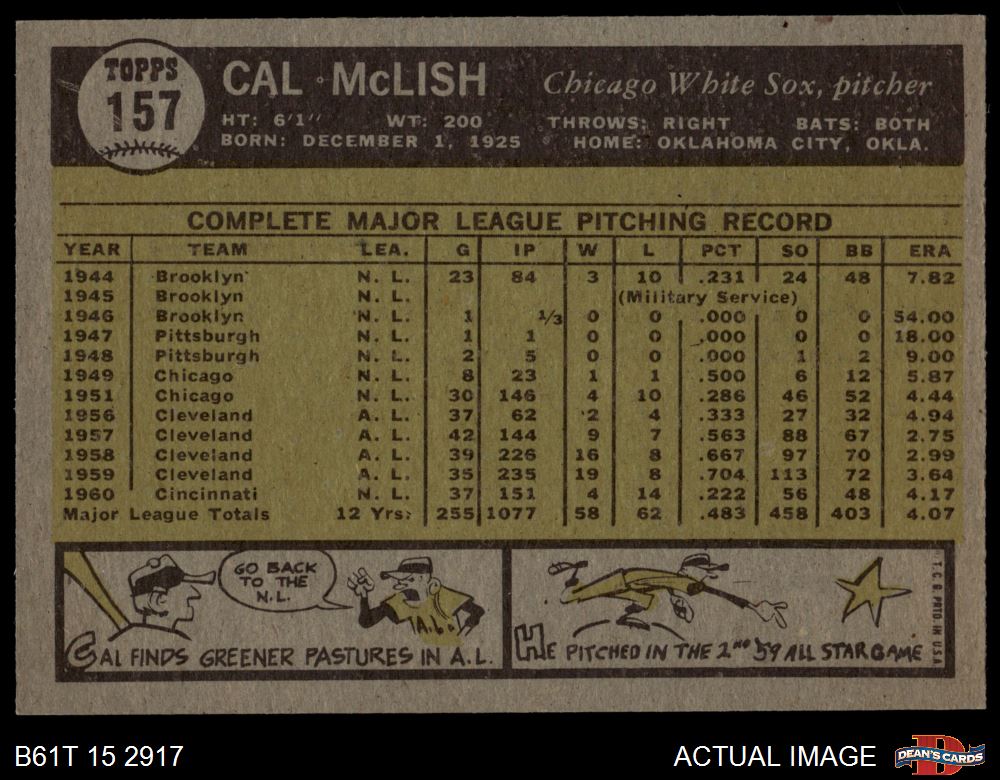 TOPPS
157
CAL McLISH
Chicago White Sox, pitcher
HT: 6'1" WT: 200 THROWS: RIGHT BATS: BOTH
BORN: DECEMBER 1, 1925 HOME: OKLAHOMA CITY, OKLA.
COMPLETE MAJOR LEAGUE PITCHING RECORD
YEAR TEAM LEA. G IP W L PCT SO BB ERA
1944 Brooklyn N. L. 23 84 3 10 .231 24 48 7.82
1945 Brooklyn N. L. (Military Service)
1946 Brooklyn N. L. 1 1/3 0 0 .000 0 0 54.00
1947 Pittsburgh N. L. 1 1 0 0 .000 0 0 18.00
1948 Pittsburgh N. L. 2 5 0 0 .000 1 2 9.00
1949 Chicago N. L. 8 23 1 1 .500 6 12 5.87
1951 Chicago N. L. 30 146 4 10 .286 46 52 4.44
1956 Cleveland A. L. 37 62 2 4 .333 27 32 4.94
1957 Cleveland A. L. 42 144 9 7 .563 88 67 2.75
1958 Cleveland A. L. 39 226 16 8 .667 97 70 2.99
1959 Cleveland A. L. 35 235 19 8 .704 113 72 3.64
1960 Cincinnati N. L. 37 151 4 14 .222 56 48 4.17
Major League Totals 12 Yrs. 255 1077 58 62 .483 458 403 4.07
GO BACK
TO THE
N.L.
A.L.
CAL FINDS GREENER PASTURES IN A.L.
HE PITCHED IN THE 2ND '59 ALL STAR GAME
T.C.G. PRTD. IN U.S.A.
B61T 15 2917
ACTUAL IMAGE
DEAN'S CARDS